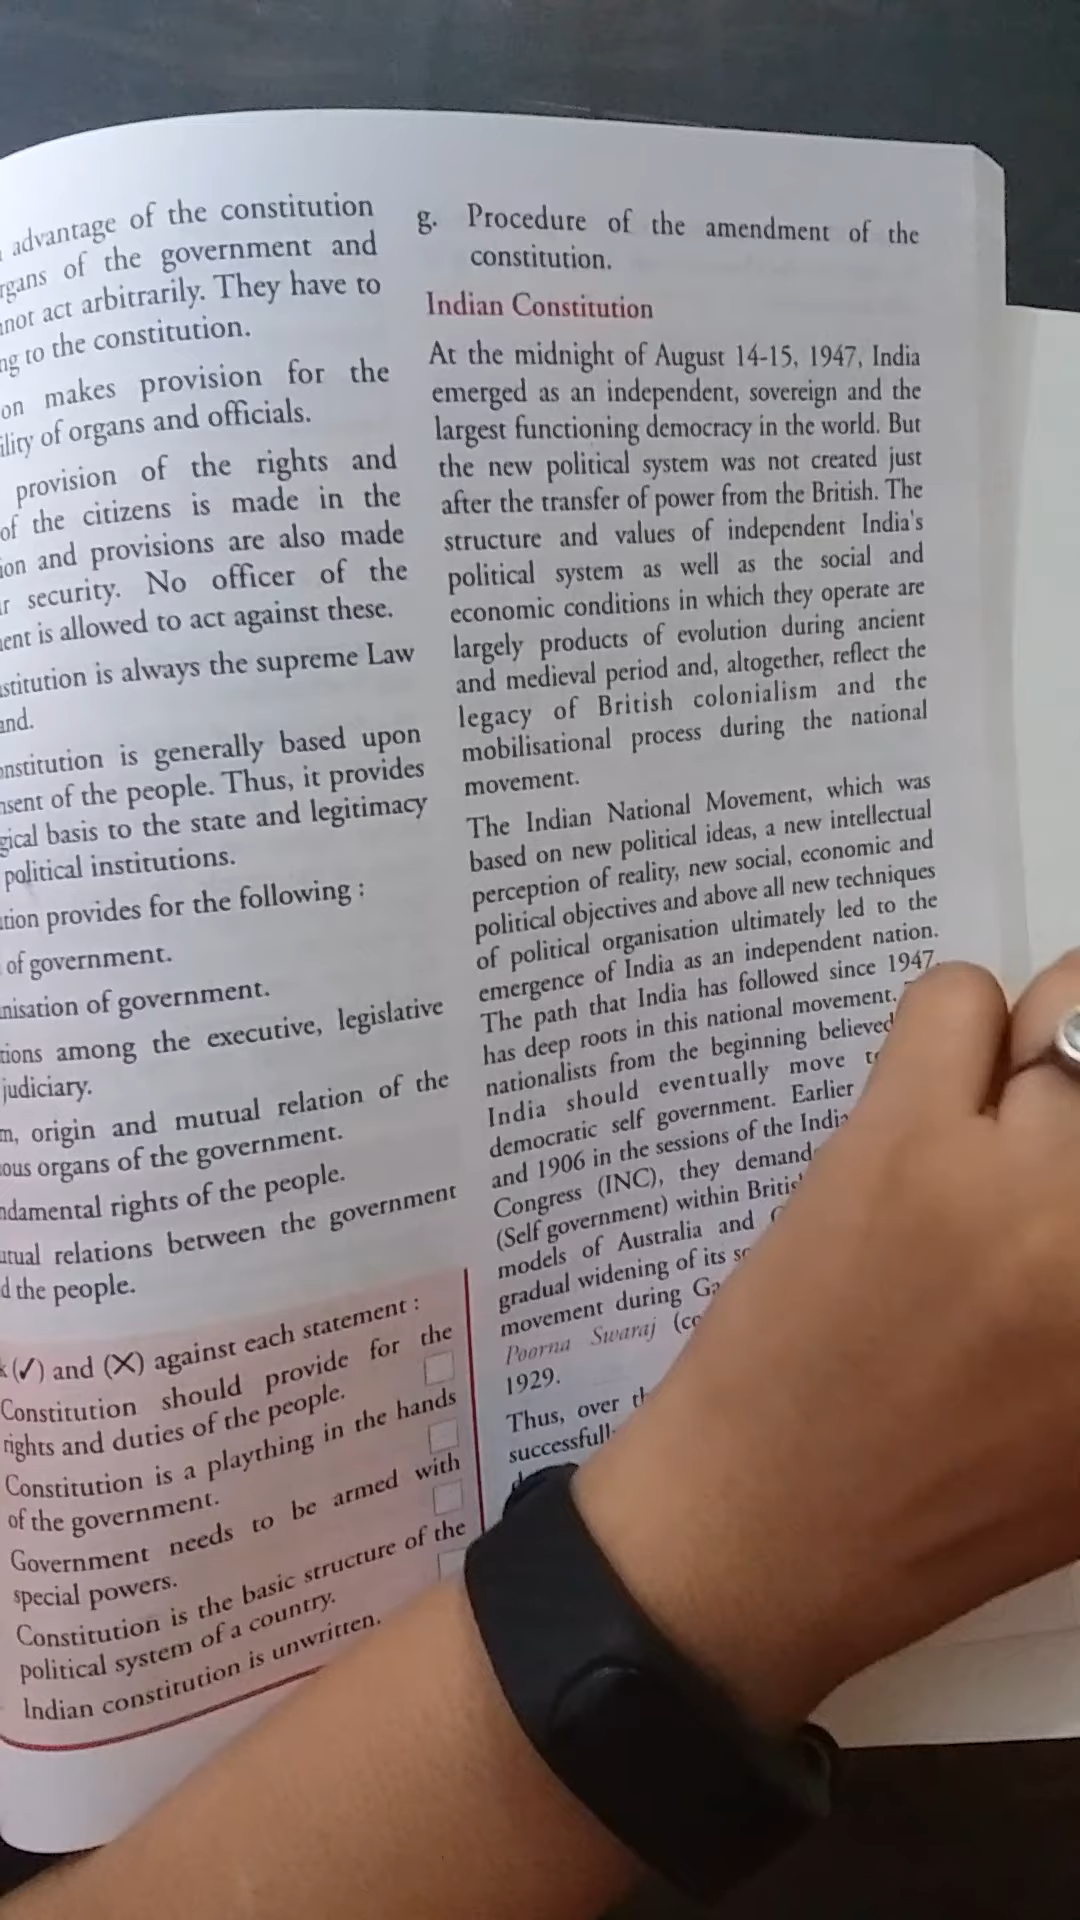 advantage of the constitution
of the government and
not act arbitrarily. They have to
to the constitution.
makes provision for the
of organs and officials.
provision of the rights and
of the citizens is made in the
and provisions are also made
security. No officer of the
is allowed to act against these.
is always the supreme Law
is generally based upon
of the people. Thus, it provides
basis to the state and legitimacy
political institutions.
provides for the following :
of government.
of government.
among the executive, legislative
judiciary.
origin and mutual relation of the
organs of the government.
rights of the people.
relations between the government
the people.
(✓) and (X) against each statement :
Constitution should provide for the
rights and duties of the people.
Constitution is a plaything in the hands
of the government.
Government needs to be armed with
special powers.
Constitution is the basic structure of the
political system of a country.
Indian constitution is unwritten.
g. Procedure of the amendment of the
constitution.
Indian Constitution
At the midnight of August 14-15, 1947, India
emerged as an independent, sovereign and the
largest functioning democracy in the world. But
the new political system was not created just
after the transfer of power from the British. The
structure and values of independent India's
political system as well as the social and
economic conditions in which they operate are
largely products of evolution during ancient
and medieval period and, altogether, reflect the
legacy of British colonialism and the
mobilisational process during the national
movement.
The Indian National Movement, which was
based on new political ideas, a new intellectual
perception of reality, new social, economic and
political objectives and above all new techniques
of political organisation ultimately led to the
emergence of India as an independent nation.
The path that India has followed since 1947
has deep roots in this national movement.
nationalists from the beginning believed
India should eventually move
democratic self government. Earlier
and 1906 in the sessions of the
Congress (INC), they
(Self government) within
models of Australia and
gradual widening of its
movement during
Poorna Swaraj
1929.
Thus, over